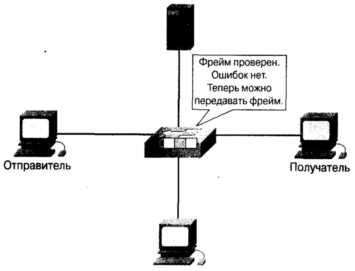 Фрейм проверен.
Ошибок нет.
Теперь можно
передавать фрейм.
Отправитель
Получатель